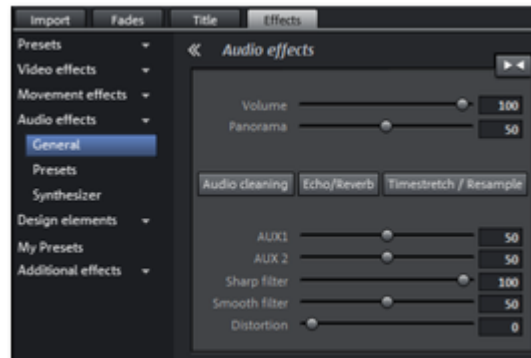 Import Fades Title Effects
Presets
Video effects
Movement effects
Audio effects
General
Presets
Synthesizer
Design elements
My Presets
Additional effects
Audio effects
Volume 100
Panorama 50
Audio cleaning Echo/Reverb Timestretch / Resample
AUX1 50
AUX 2 50
Sharp filter 100
Smooth filter 50
Distortion 0